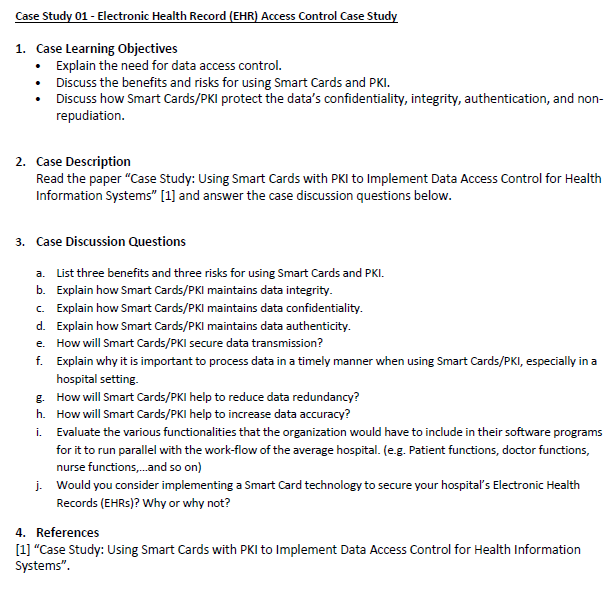 Case Study 01 - Electronic Health Record (EHR) Access Control Case Study
1. Case Learning Objectives
• Explain the need for data access control.
• Discuss the benefits and risks for using Smart Cards and PKI.
• Discuss how Smart Cards/PKI protect the data's confidentiality, integrity, authentication, and non-
repudiation.
2. Case Description
Read the paper "Case Study: Using Smart Cards with PKI to Implement Data Access Control for Health
Information Systems" [1] and answer the case discussion questions below.
3. Case Discussion Questions
a. List three benefits and three risks for using Smart Cards and PKI.
b. Explain how Smart Cards/PKI maintains data integrity.
c. Explain how Smart Cards/PKI maintains data confidentiality.
d. Explain how Smart Cards/PKI maintains data authenticity.
e. How will Smart Cards/PKI secure data transmission?
f. Explain why it is important to process data in a timely manner when using Smart Cards/PKI, especially in a
hospital setting.
g. How will Smart Cards/PKI help to reduce data redundancy?
h. How will Smart Cards/PKI help to increase data accuracy?
i. Evaluate the various functionalities that the organization would have to include in their software programs
for it to run parallel with the work-flow of the average hospital. (e.g. Patient functions, doctor functions,
nurse functions,...and so on)
j. Would you consider implementing a Smart Card technology to secure your hospital's Electronic Health
Records (EHRs)? Why or why not?
4. References
[1] "Case Study: Using Smart Cards with PKI to Implement Data Access Control for Health Information
Systems".